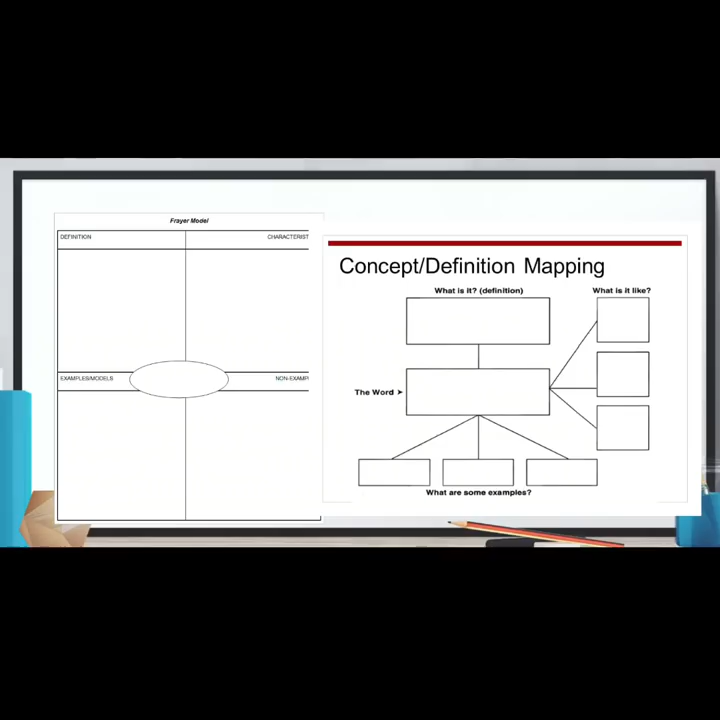 Frayer Model
DEFINITION
CHARACTERIST
EXAMPLES/MODELS
NON-EXAMP
Concept/Definition Mapping
What is it? (definition)
What is it like?
The Word
What are some examples?